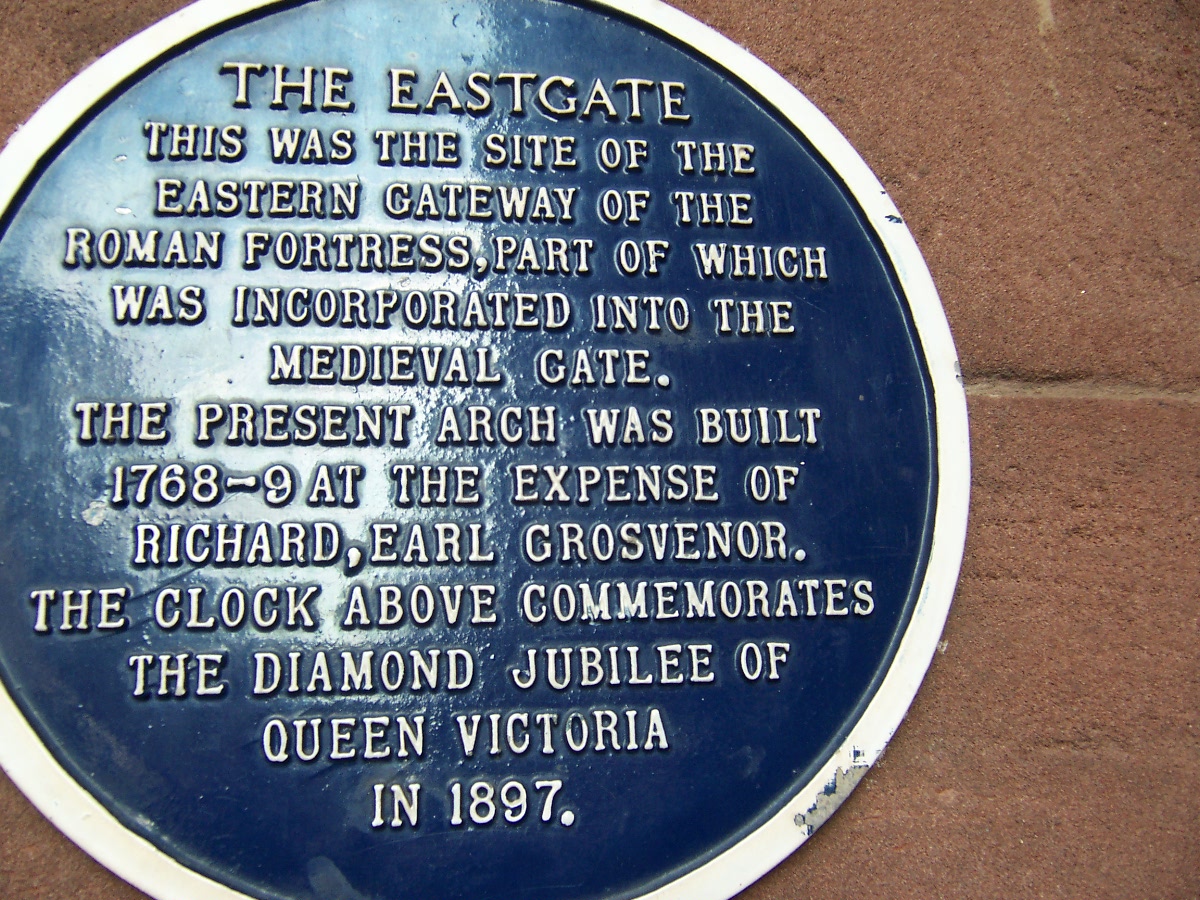 THE EASTGATE
THIS WAS THE SITE OF THE
EASTERN GATEWAY OF THE
ROMAN FORTRESS, PART OF WHICH
WAS INCORPORATED INTO THE
MEDIEVAL GATE.
THE PRESENT ARCH WAS BUILT
1768-9 AT THE EXPENSE OF
RICHARD, EARL GROSVENOR.
THE CLOCK ABOVE COMMEMORATES
THE DIAMOND JUBILEE OF
QUEEN VICTORIA
IN 1897.